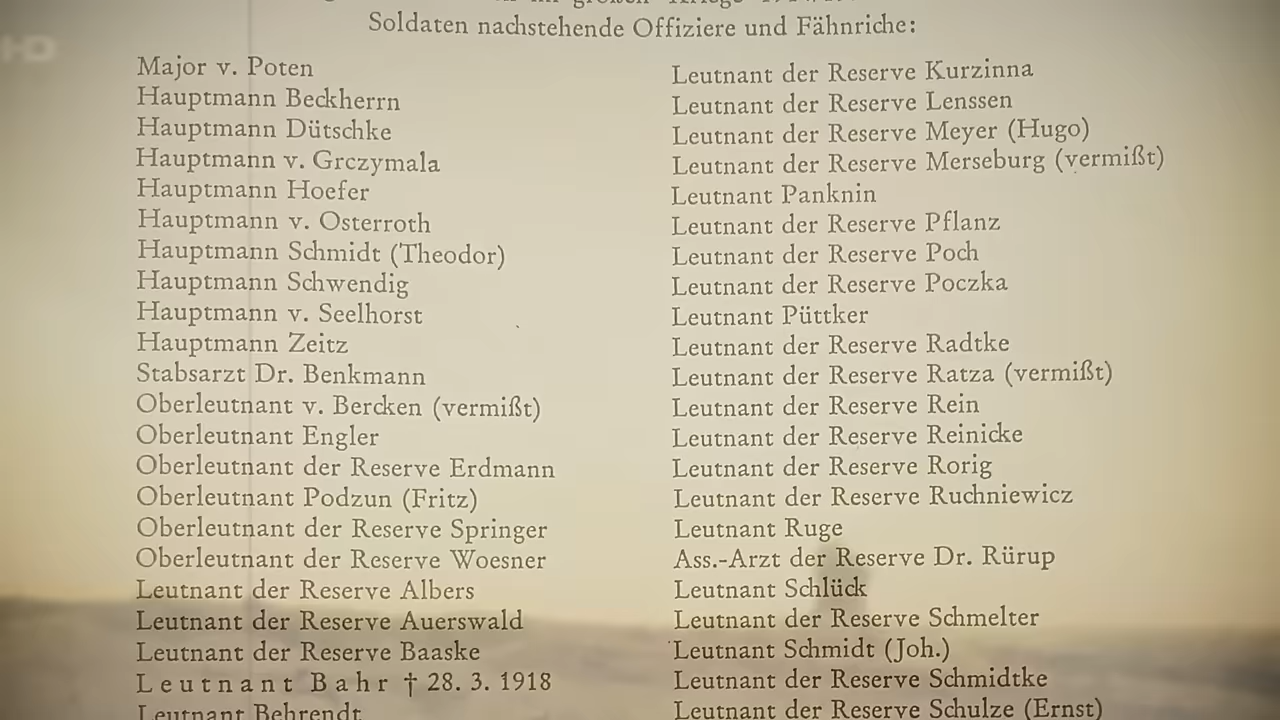 HD
Soldaten nachstehende Offiziere und Fähnriche:
Major v. Poten
Hauptmann Beckherrn
Hauptmann Dütschke
Hauptmann v. Grczymala
Hauptmann Hoefer
Hauptmann v. Osterroth
Hauptmann Schmidt (Theodor)
Hauptmann Schwendig
Hauptmann v. Seelhorst
Hauptmann Zeitz
Stabsarzt Dr. Benkmann
Oberleutnant v. Bercken (vermißt)
Oberleutnant Engler
Oberleutnant der Reserve Erdmann
Oberleutnant Podzun (Fritz)
Oberleutnant der Reserve Springer
Oberleutnant der Reserve Woesner
Leutnant der Reserve Albers
Leutnant der Reserve Auerswald
Leutnant der Reserve Baaske
Leutnant Bahr † 28. 3. 1918
Leutnant Behrendt
Leutnant der Reserve Kurzinna
Leutnant der Reserve Lenssen
Leutnant der Reserve Meyer (Hugo)
Leutnant der Reserve Merseburg (vermißt)
Leutnant Panknin
Leutnant der Reserve Pflanz
Leutnant der Reserve Poch
Leutnant der Reserve Poczka
Leutnant Püttker
Leutnant der Reserve Radtke
Leutnant der Reserve Ratza (vermißt)
Leutnant der Reserve Rein
Leutnant der Reserve Reinicke
Leutnant der Reserve Rorig
Leutnant der Reserve Ruchniewicz
Leutnant Ruge
Ass.-Arzt der Reserve Dr. Rürup
Leutnant Schlück
Leutnant der Reserve Schmelter
Leutnant Schmidt (Joh.)
Leutnant der Reserve Schmidtke
Leutnant der Reserve Schulze (Ernst)